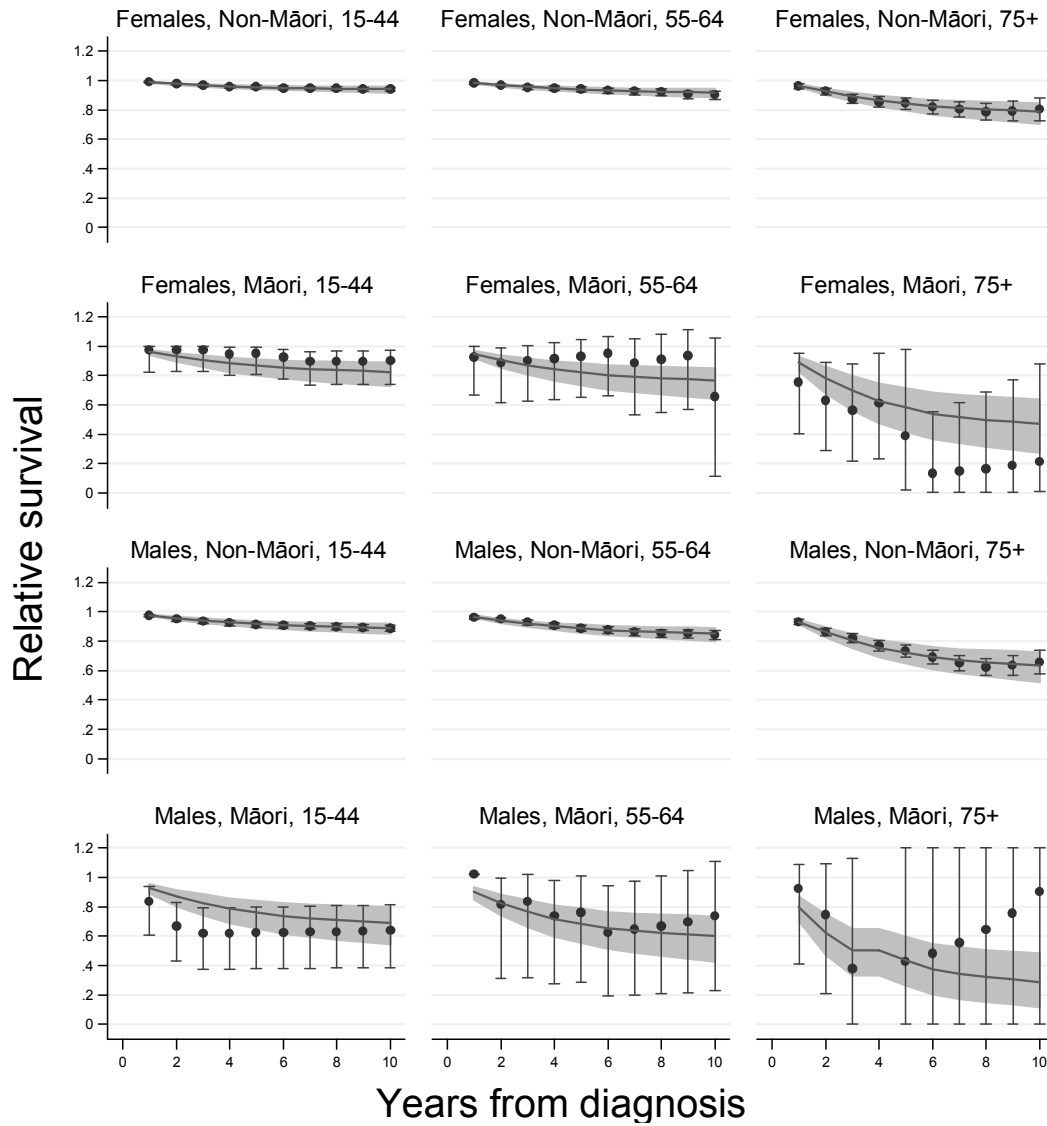 Females, Non-Māori, 15-44
Females, Non-Māori, 55-64
Females, Non-Māori, 75+
1.2
1
.8
.6
.4
.2
0
Females, Māori, 15-44
Females, Māori, 55-64
Females, Māori, 75+
1.2
1
.8
.6
.4
.2
0
Relative survival
Males, Non-Māori, 15-44
Males, Non-Māori, 55-64
Males, Non-Māori, 75+
1.2
1
.8
.6
.4
.2
0
Males, Māori, 15-44
Males, Māori, 55-64
Males, Māori, 75+
1.2
1
.8
.6
.4
.2
0
0 2 4 6 8 10
0 2 4 6 8 10
0 2 4 6 8 10
Years from diagnosis